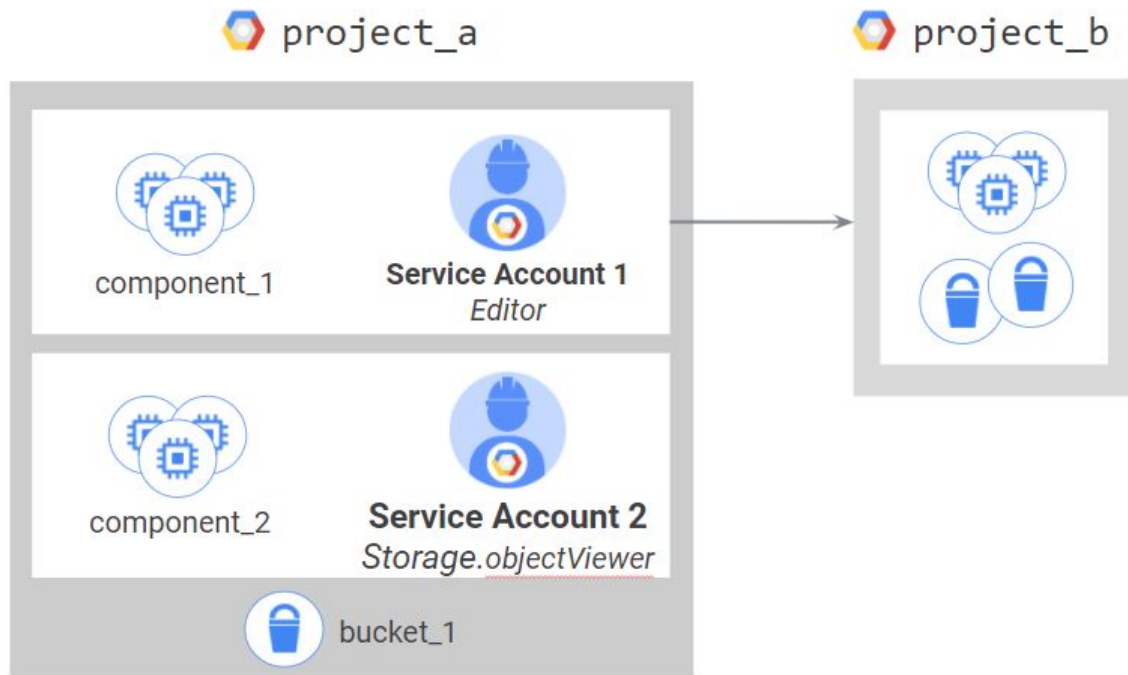 project_a
project_b
component_1
Service Account 1
Editor
component_2
Service Account 2
Storage.objectViewer
bucket_1